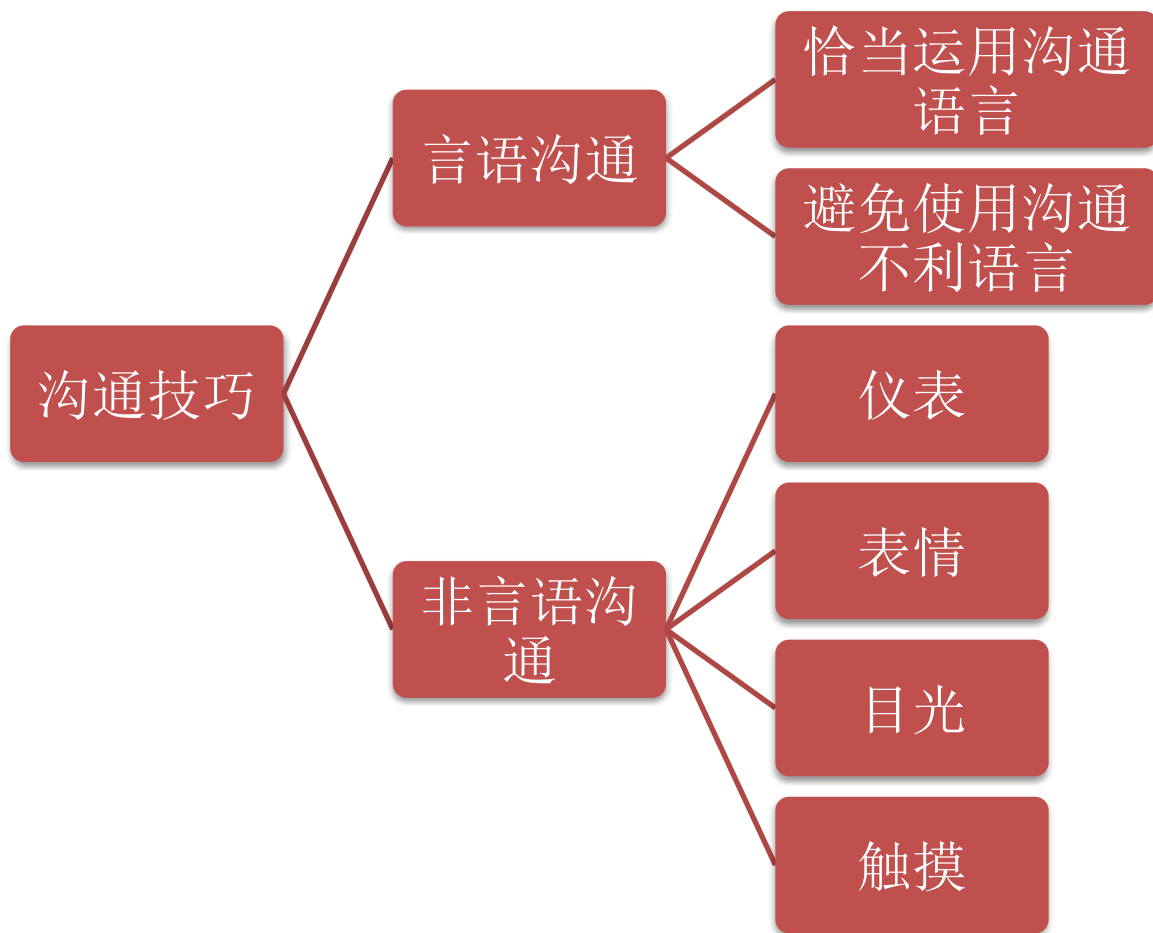 恰当运用沟通
语言
言语沟通
避免使用沟通
不利语言
沟通技巧
仪表
表情
非言语沟
通
目光
触摸